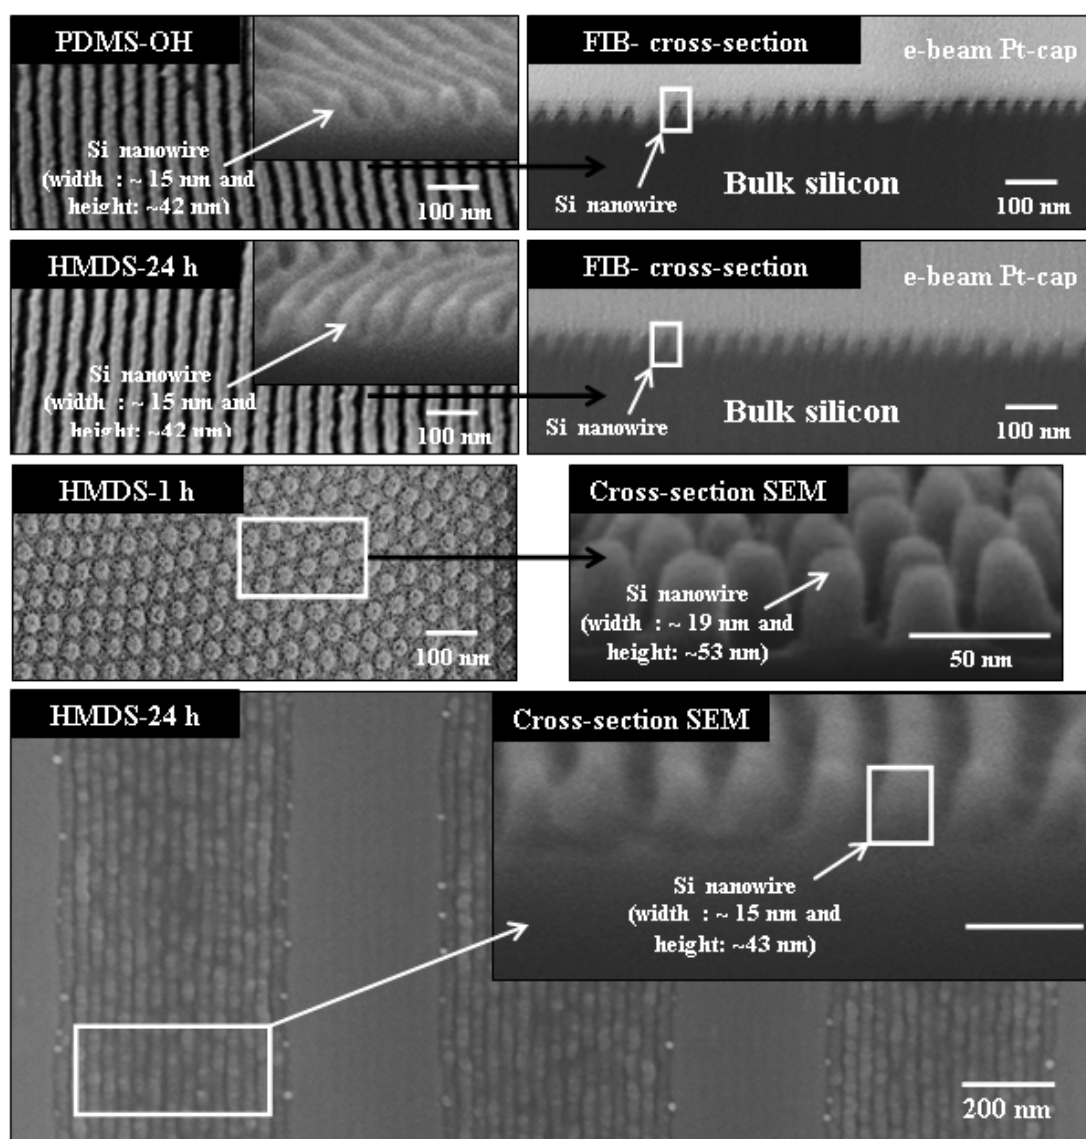 PDMS-OH
Si nanowire
(width : ~ 15 nm and
height: ~42 nm)
100 nm
FIB- cross-section
e-beam Pt-cap
Si nanowire
Bulk silicon
100 nm
HMDS-24 h
Si nanowire
(width : ~ 15 nm and
height: ~42 nm)
100 nm
FIB- cross-section
e-beam Pt-cap
Si nanowire
Bulk silicon
100 nm
HMDS-1 h
100 nm
Cross-section SEM
Si nanowire
(width : ~ 19 nm and
height: ~53 nm)
50 nm
HMDS-24 h
Cross-section SEM
Si nanowire
(width : ~ 15 nm and
height: ~43 nm)
200 nm